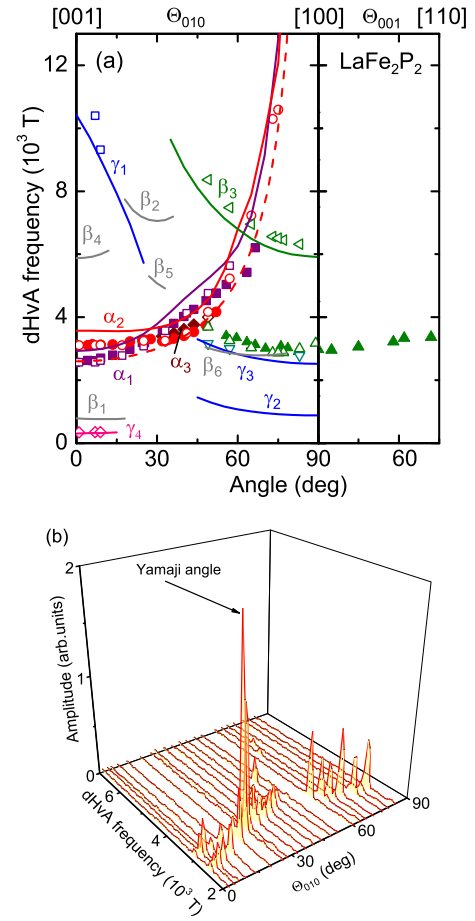 [001] Θ010 [100] Θ001 [110]
(a) LaFe2P2
12
8
4
0
dHvA frequency (10³ T)
γ1
β2
β3
β4
β5
α2
α3
α1
β6
γ3
β1
γ2
γ4
0 30 60 90 30 60
Angle (deg)
(b)
2
Yamaji angle
1
Amplitude (arb.units)
0
6
4
2
dHvA frequency (10³ T)
0
30
60
90
Θ010 (deg)